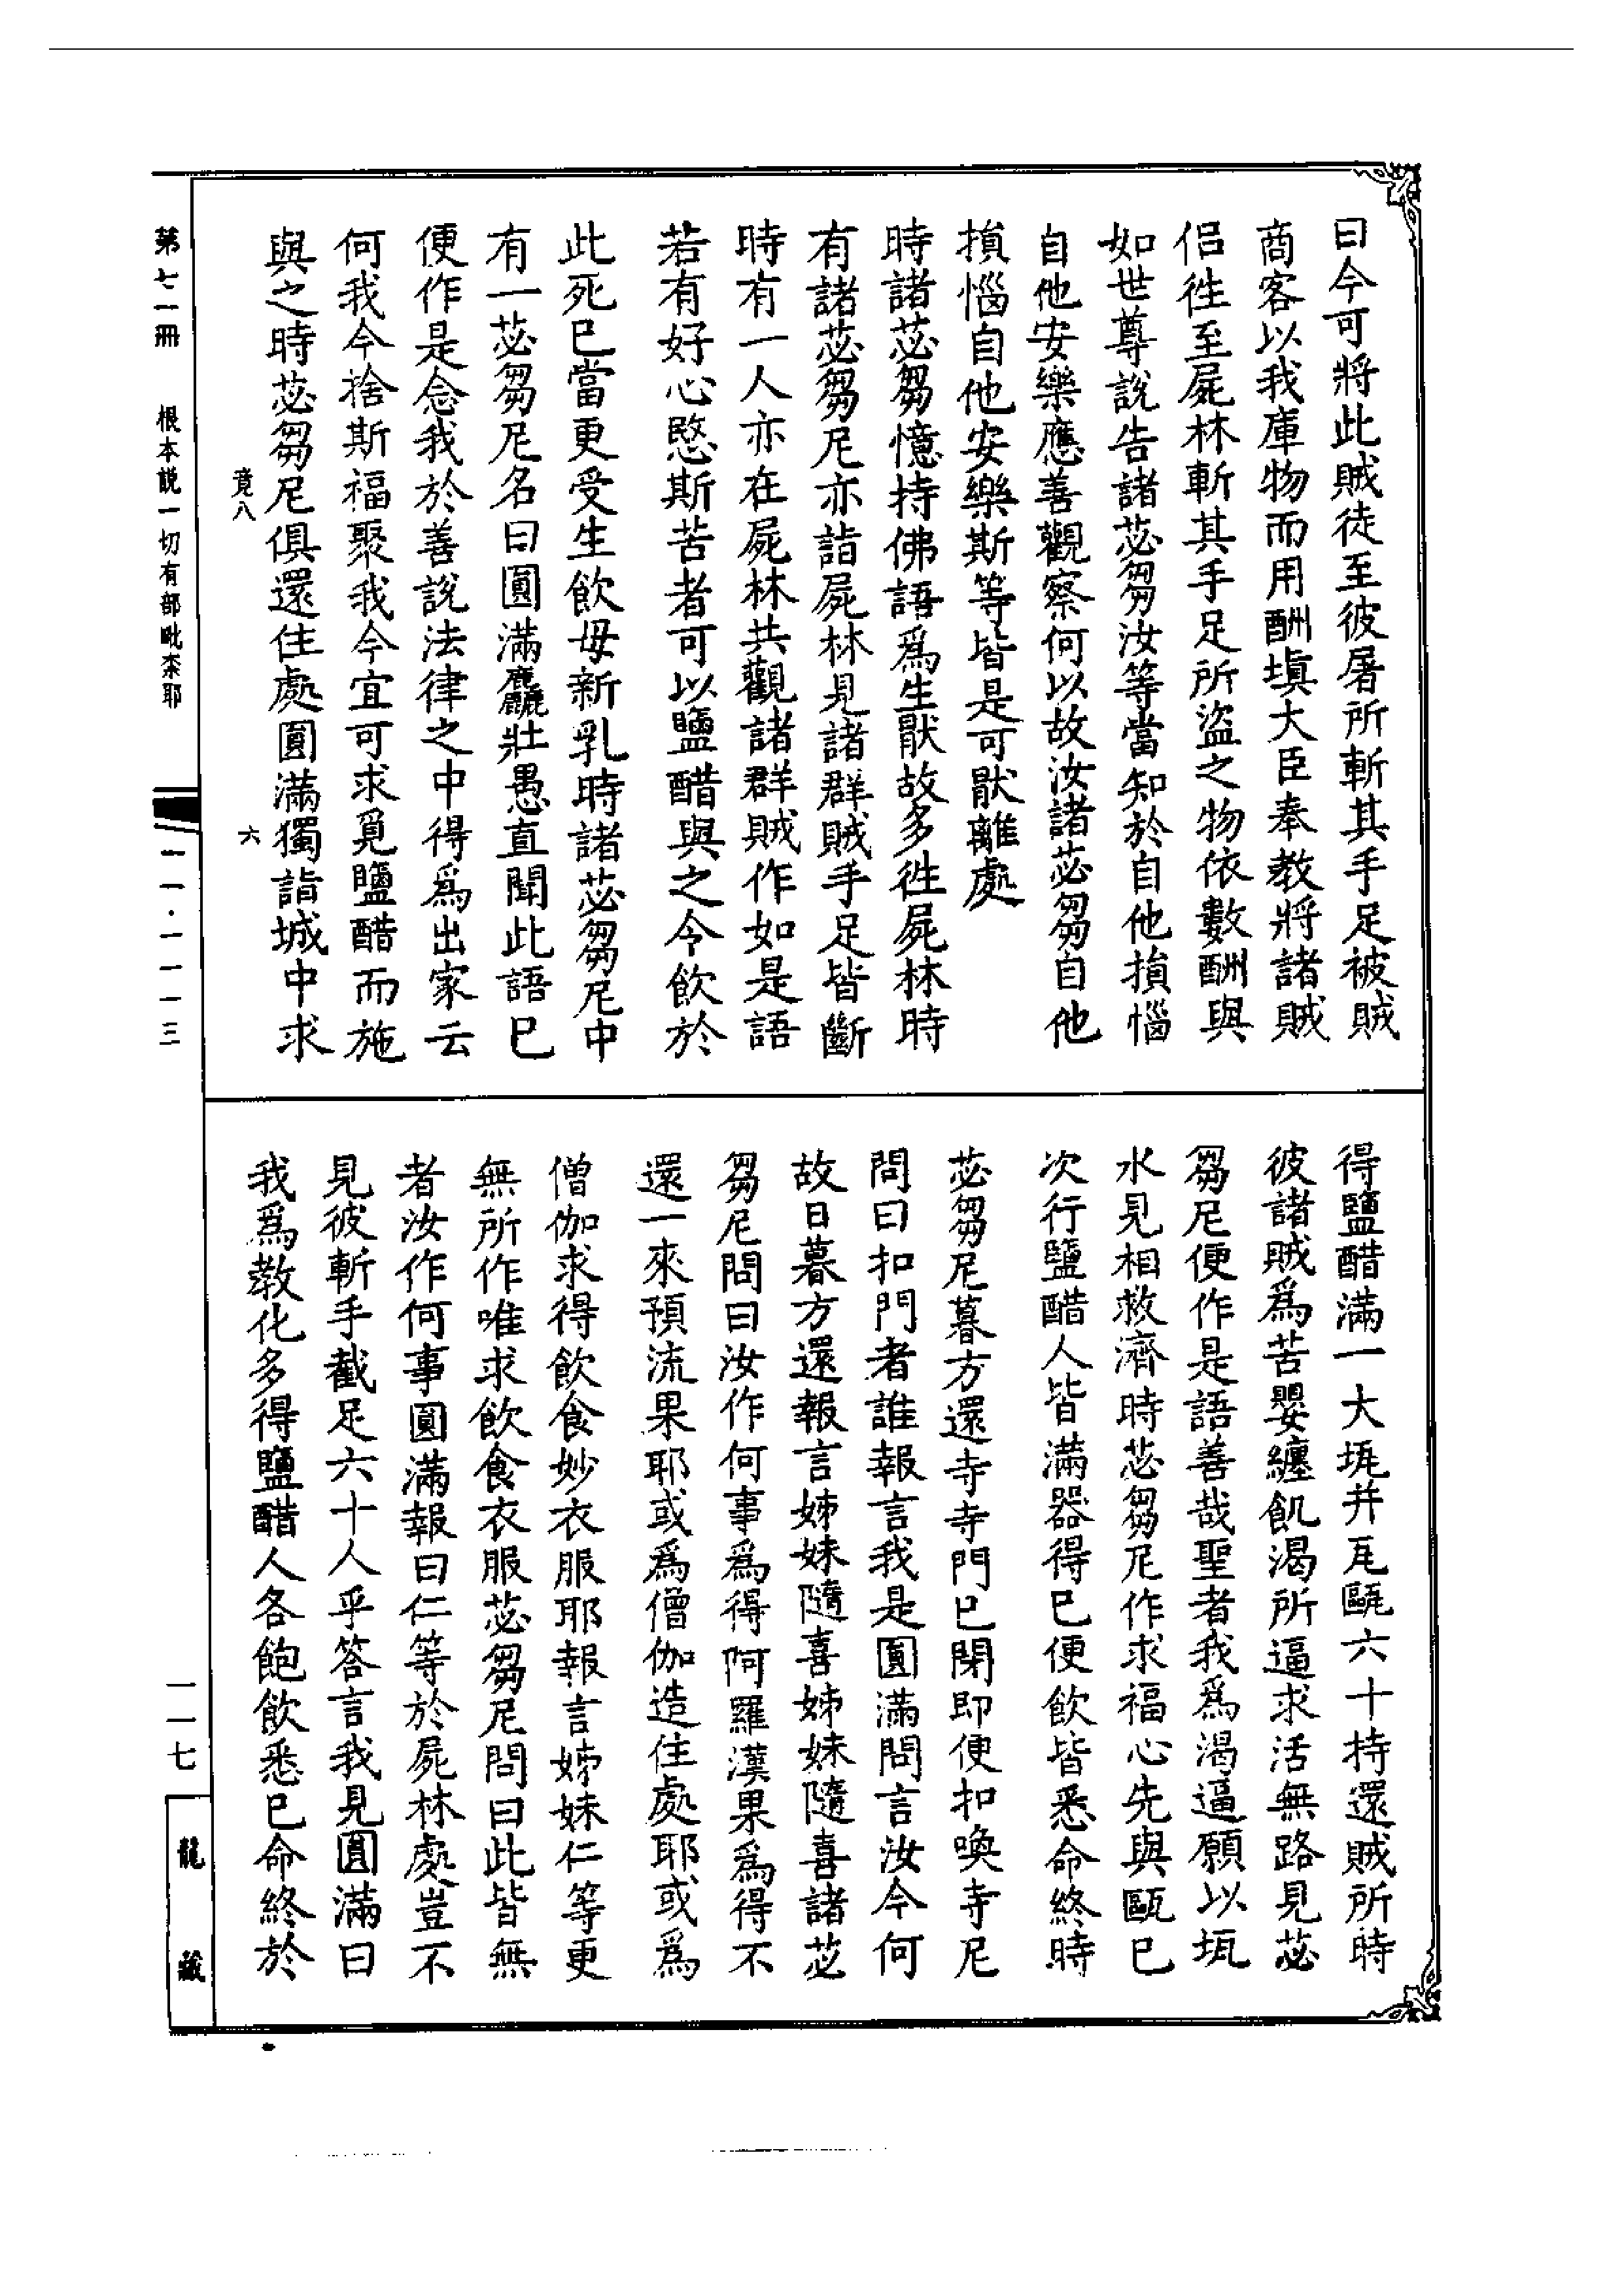 曰今可將此賊徒至彼屠所斬其手足被賊
商客以我庫物而用酬塡大臣奉教將諸賊
侶徃至屍林斬其手足所盜之物依數酬與
如世尊說告諸苾芻汝等當知於自他損惱
自他安樂應善觀察何以故汝諸苾芻自他
損惱自他安樂斯等皆是可猒離處
時諸苾芻憶持佛語爲生猒故多徃屍林時
有諸苾芻尼亦詣屍林見諸群賊手足皆斷
時有一人亦在屍林共觀諸群賊作如是語
若有好心愍斯苦者可以鹽醋與之令飲於
此死已當更受生飲母新乳時諸苾芻尼中
有一苾芻尼名曰圓滿麤壯愚直聞此語已
便作是念我於善說法律之中得爲出家云
何我今捨斯福聚我今宜可求覓鹽醋而施
與之時苾芻尼俱還住處圓滿獨詣城中求
竟八 六
得鹽醋滿一大瓨并瓦甌六十持還賊所時
彼諸賊爲苦嬰纏飢渴所逼求活無路見苾
芻尼便作是語善哉聖者我爲渴逼願以瓨
水見相救濟時苾芻尼作求福心先與甌已
次行鹽醋人皆滿器得已便飲皆悉命終時
苾芻尼暮方還寺寺門已閉即便扣喚寺尼
問曰扣門者誰報言我是圓滿問言汝今何
故日暮方還報言姊妹隨喜姊妹隨喜諸苾
芻尼問曰汝作何事爲得阿羅漢果爲得不
還一來預流果耶或爲僧伽造住處耶或爲
僧伽求得飲食妙衣服耶報言姊妹仁等更
無所作唯求飲食衣服苾芻尼問曰此皆無
者汝作何事圓滿報曰仁等於屍林處豈不
見彼斬手截足六十人乎答言我見圓滿曰
我爲教化多得鹽醋人各飽飲悉已命終於
第七一冊 根本説一切有部毗柰耶
一一·一一一三
一一七
龍藏